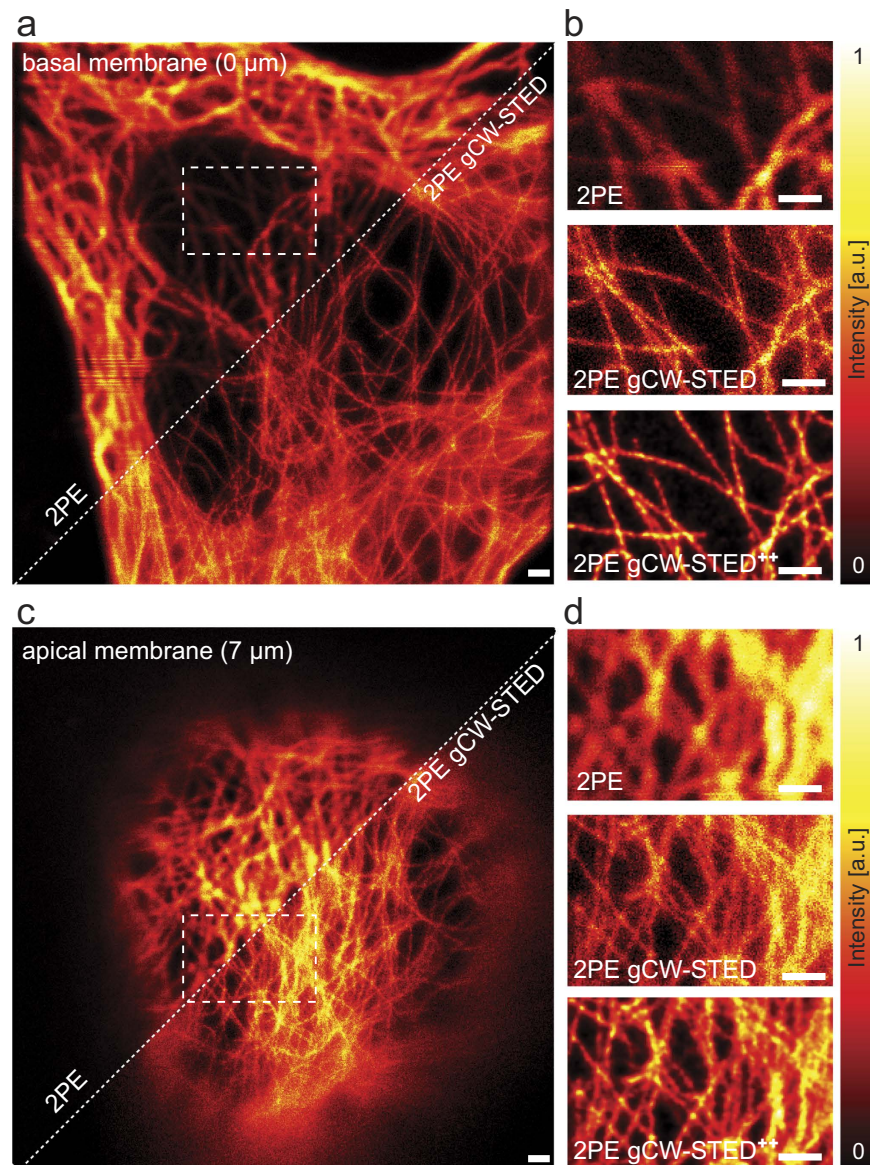 a
basal membrane (0 µm)
2PE gCW-STED
2PE
b
2PE
2PE gCW-STED
2PE gCW-STED++
1
Intensity [a.u.]
0
c
apical membrane (7 µm)
2PE gCW-STED
2PE
d
2PE
2PE gCW-STED
2PE gCW-STED++
1
Intensity [a.u.]
0